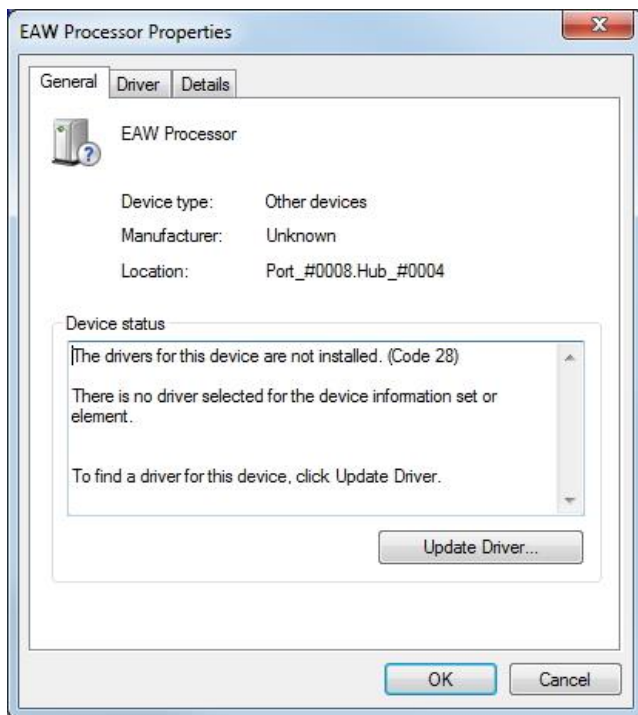 EAW Processor Properties
General Driver Details
EAW Processor
Device type: Other devices
Manufacturer: Unknown
Location: Port_#0008.Hub_#0004
Device status
The drivers for this device are not installed. (Code 28)
There is no driver selected for the device information set or
element.
To find a driver for this device, click Update Driver.
Update Driver...
OK Cancel